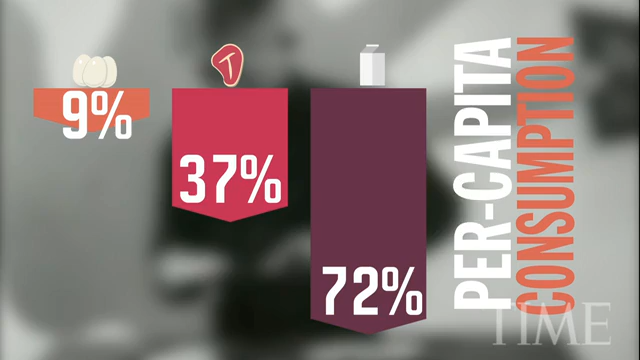 9%
37%
72%
PER-CAPITA
CONSUMPTION
TIME